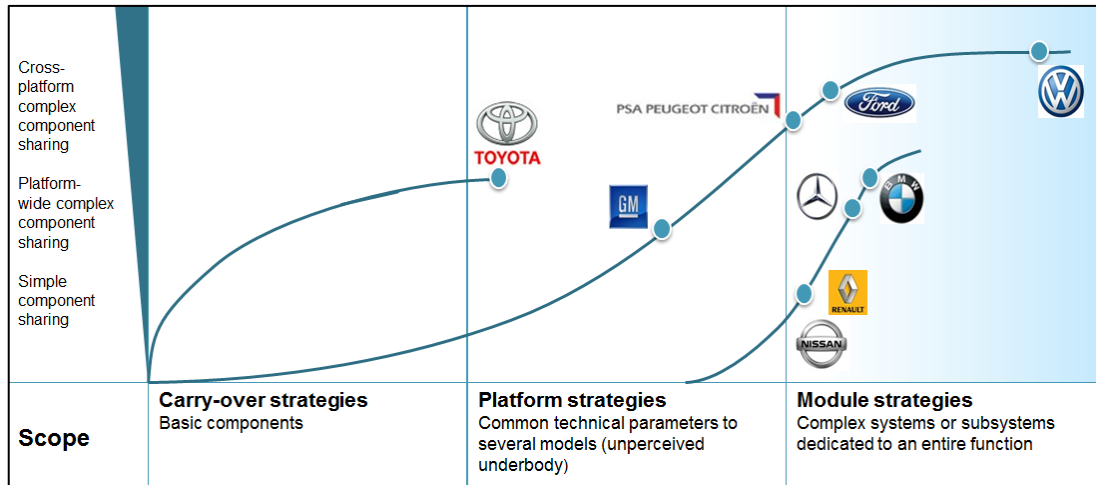 Cross-
platform
complex
component
sharing
Platform-
wide complex
component
sharing
Simple
component
sharing
TOYOTA
PSA PEUGEOT CITROËN
Ford
GM
BMW
RENAULT
NISSAN
Scope
Carry-over strategies
Basic components
Platform strategies
Common technical parameters to
several models (unperceived
underbody)
Module strategies
Complex systems or subsystems
dedicated to an entire function